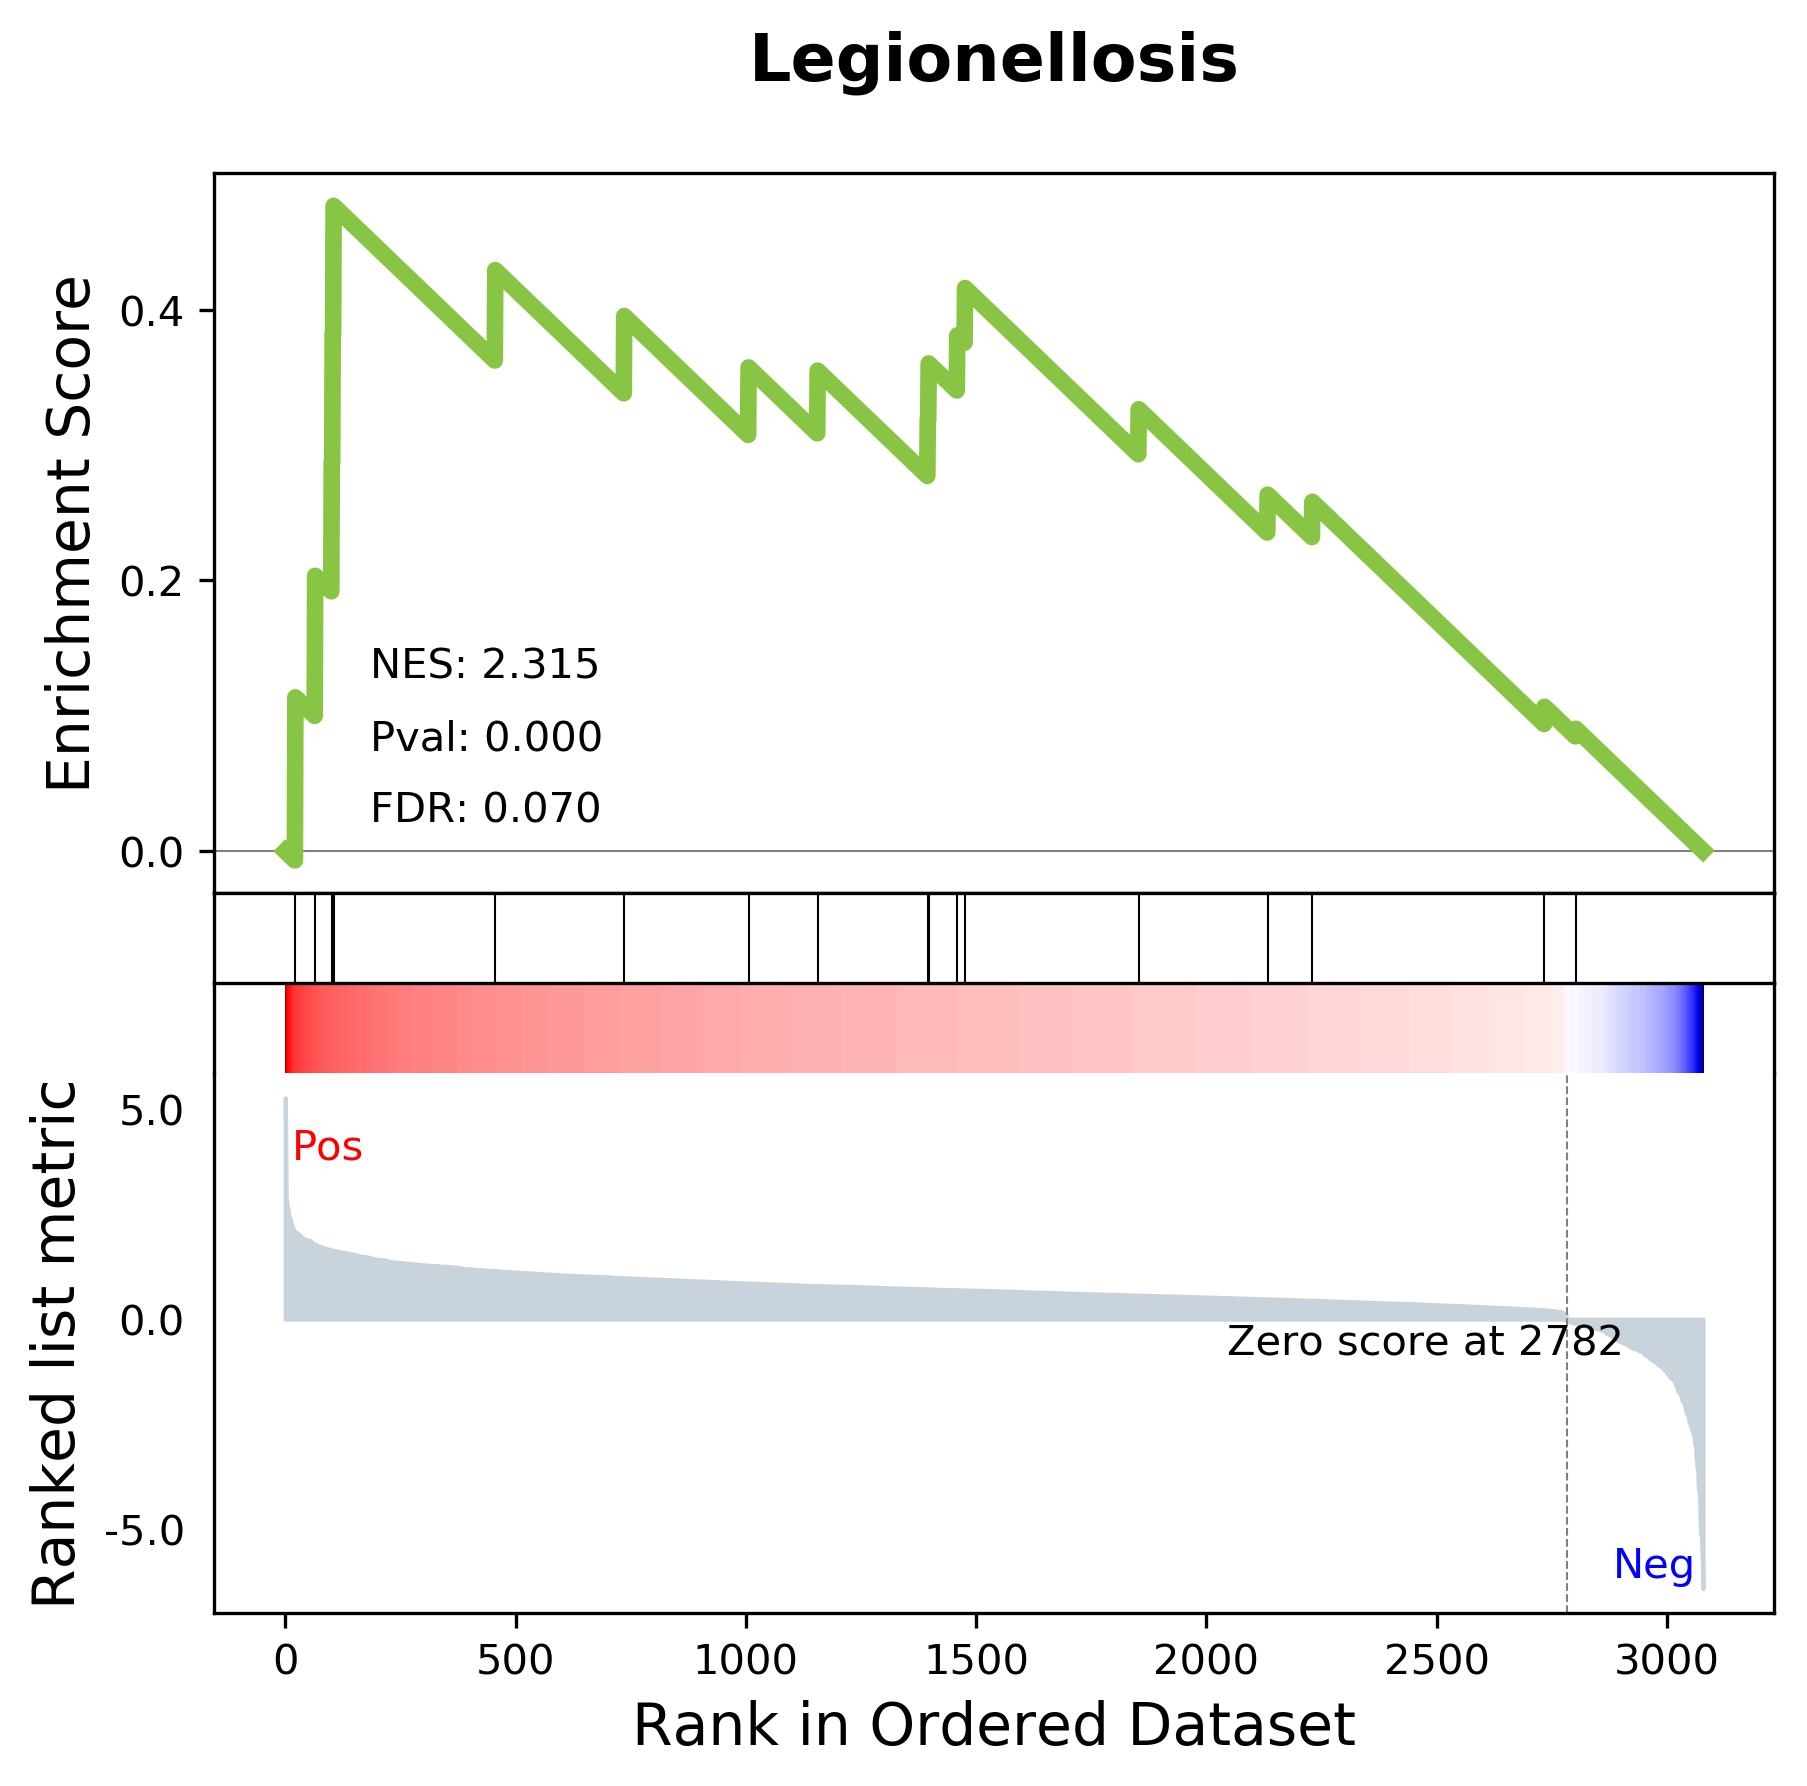 Legionellosis
Enrichment Score
0.4
0.2
0.0
NES: 2.315
Pval: 0.000
FDR: 0.070
Ranked list metric
5.0
0.0
-5.0
Pos
Zero score at 2782
Neg
0 500 1000 1500 2000 2500 3000
Rank in Ordered Dataset